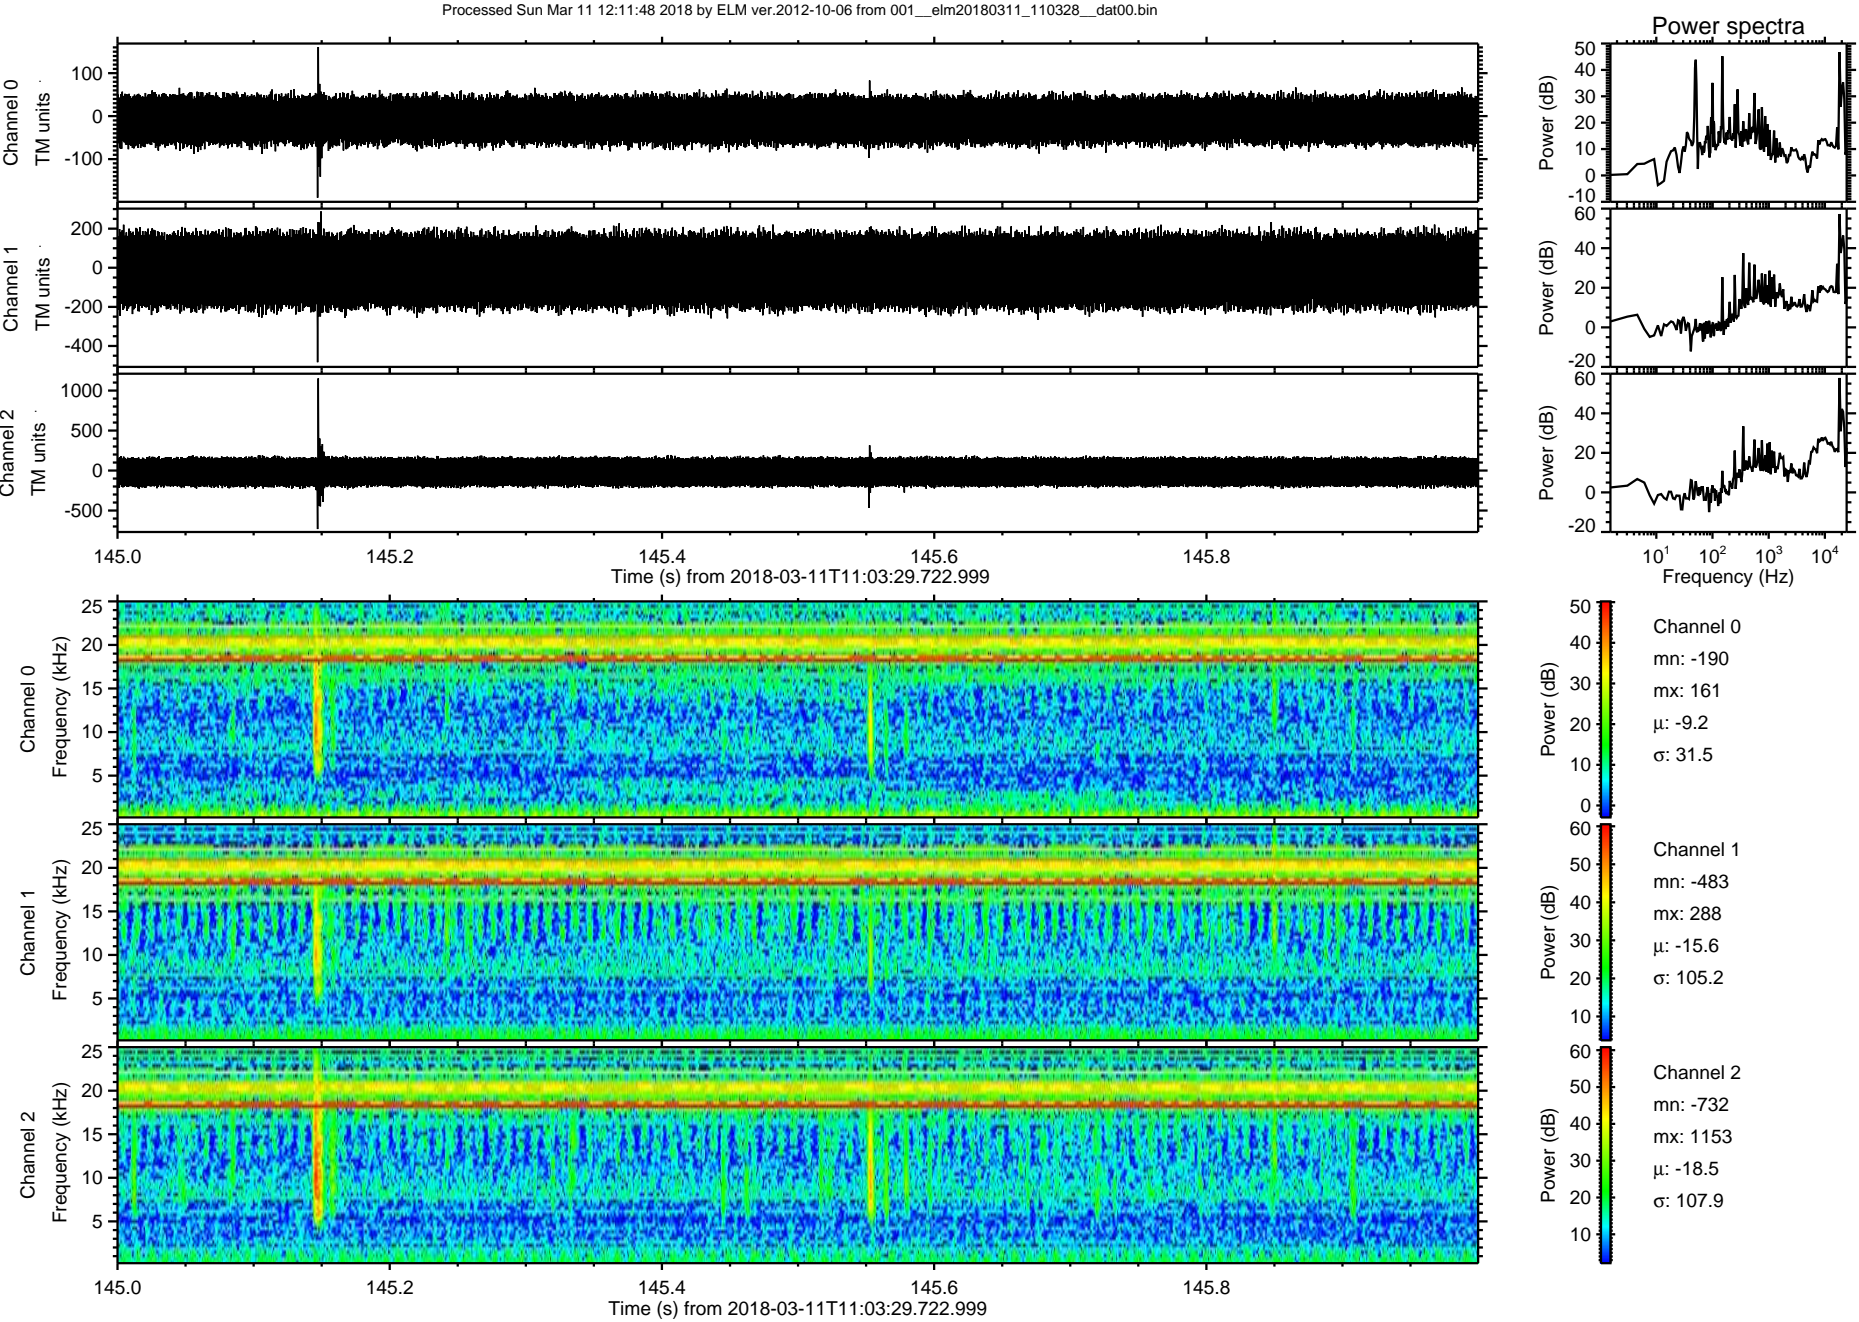 Processed Sun Mar 11 12:11:48 2018 by ELM ver.2012-10-06 from 001__elm20180311_110328__dat00.bin
Power spectra
Channel 0
TM units
100
0
-100
Power (dB)
50
40
30
20
10
0
-10
Channel 1
TM units
200
0
-200
-400
Power (dB)
60
40
20
0
-20
Channel 2
TM units
1000
500
0
-500
Power (dB)
60
40
20
0
-20
145.0 145.2 145.4 145.6 145.8
Time (s) from 2018-03-11T11:03:29.722.999
10^1 10^2 10^3 10^4
Frequency (Hz)
Channel 0
Frequency (kHz)
25
20
15
10
5
Power (dB)
50
40
30
20
10
0
Channel 0
mn: -190
mx: 161
μ: -9.2
σ: 31.5
Channel 1
Frequency (kHz)
25
20
15
10
5
Power (dB)
60
50
40
30
20
10
Channel 1
mn: -483
mx: 288
μ: -15.6
σ: 105.2
Channel 2
Frequency (kHz)
25
20
15
10
5
Power (dB)
60
50
40
30
20
10
Channel 2
mn: -732
mx: 1153
μ: -18.5
σ: 107.9
145.0 145.2 145.4 145.6 145.8
Time (s) from 2018-03-11T11:03:29.722.999